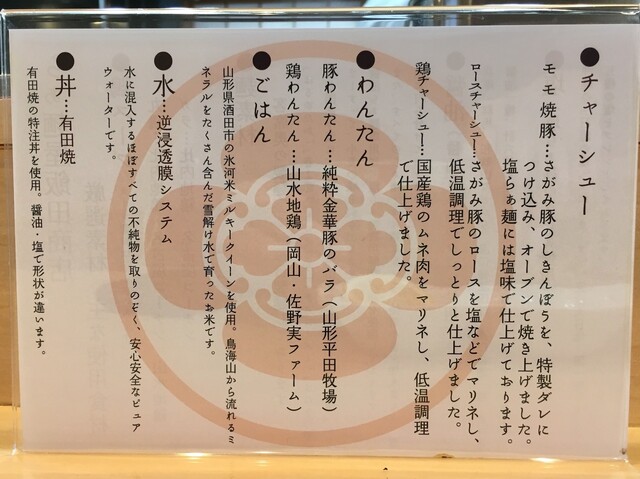 ●チャーシュー
モモ焼豚…さがみ豚のしきんぼうを、特製ダレに
つけ込み、オーブンで焼き上げました。
塩らぁ麺には塩味で仕上げております。
ロースチャーシュー…さがみ豚のロースを塩などでマリネし、
低温調理でしっとりと仕上げました。
鶏チャーシュー…国産鶏のムネ肉をマリネし、低温調理
で仕上げました。
●わんたん
豚わんたん…純粋金華豚のバラ(山形平田牧場)
鶏わんたん…山水地鶏(岡山・佐野実ファーム)
●ごはん
山形県酒田市の氷河米ミルキークイーンを使用。鳥海山から流れるミ
ネラルをたくさん含んだ雪解け水で育ったお米です。
●水…逆浸透膜システム
水に混入するほぼすべての不純物を取りのぞく、安心安全なピュア
ウォーターです。
●丼…有田焼
有田焼の特注丼を使用。醤油・塩で形状が違います。